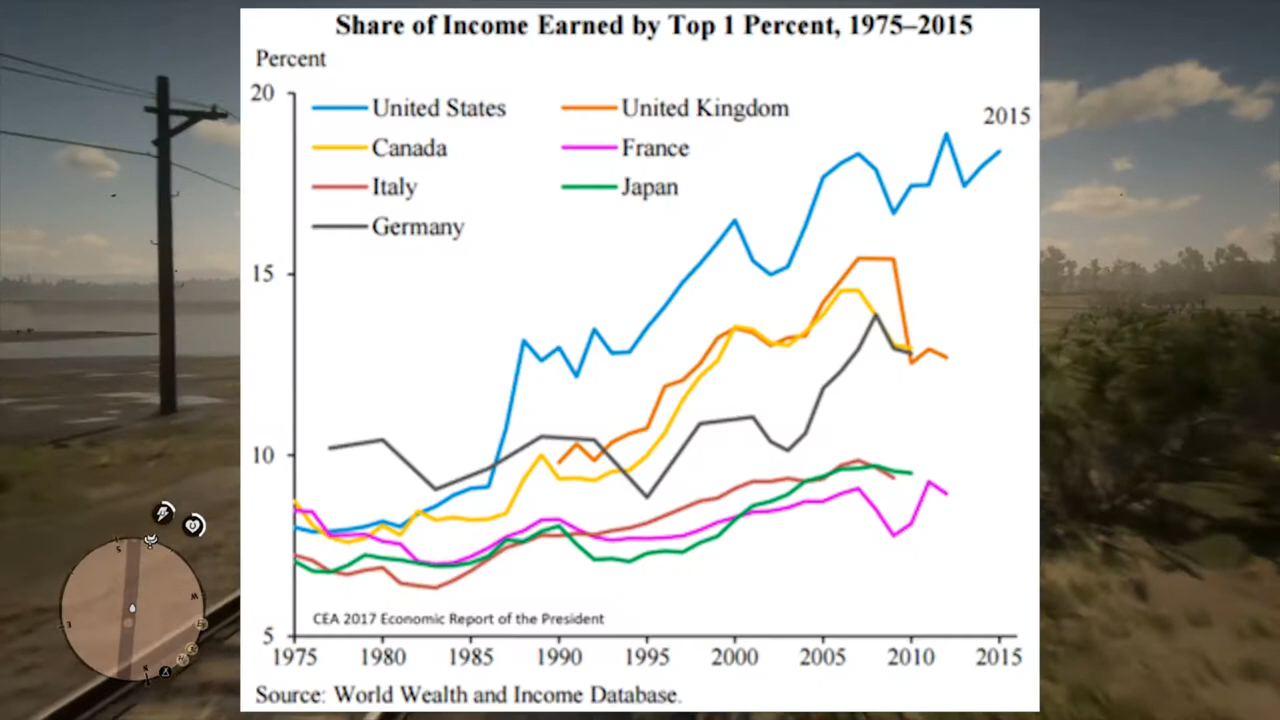 Share of Income Earned by Top 1 Percent, 1975–2015
Percent
20
15
10
5
United States
United Kingdom
Canada
France
Italy
Japan
Germany
2015
CEA 2017 Economic Report of the President
1975 1980 1985 1990 1995 2000 2005 2010 2015
Source: World Wealth and Income Database.
S
W
E
N